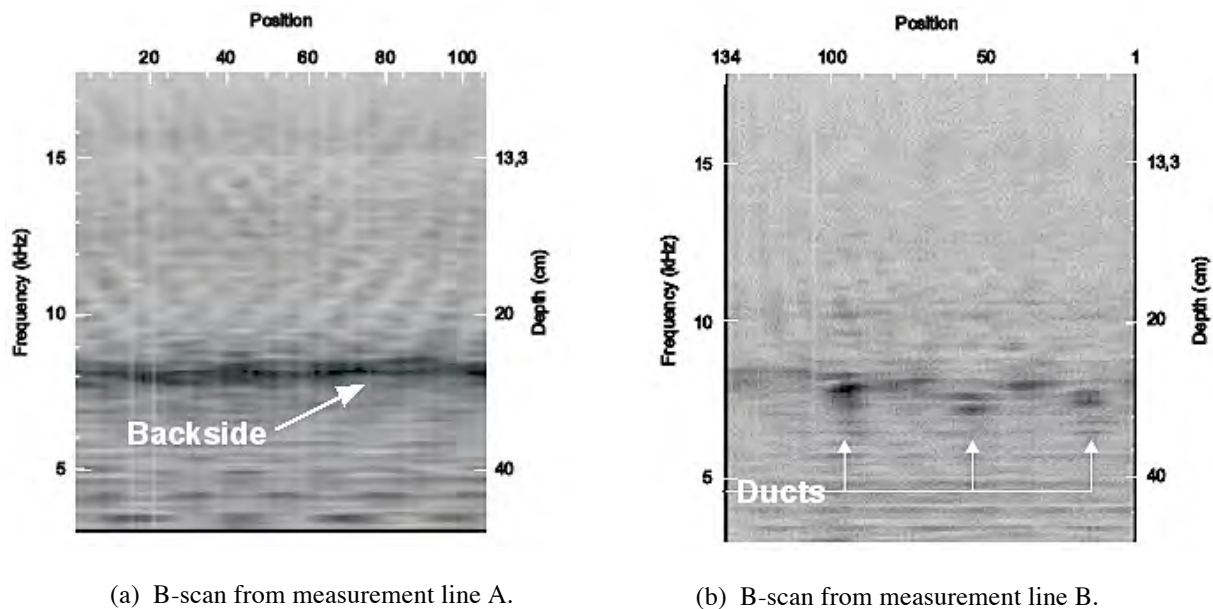 Position
20 40 60 80 100
15
10
5
Frequency (kHz)
13,3
20
40
Depth (cm)
Backside
(a) B-scan from measurement line A.
Position
134 100 50 1
15
10
5
Frequency (kHz)
13,3
20
40
Depth (cm)
Ducts
(b) B-scan from measurement line B.